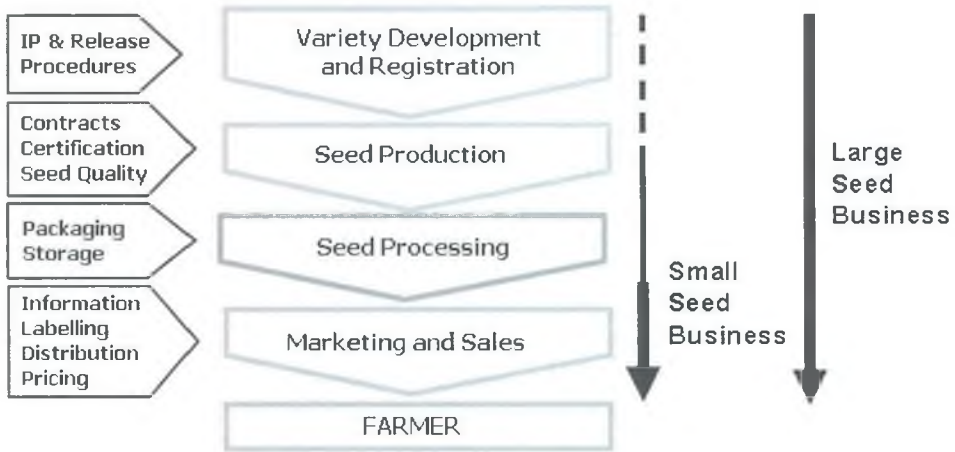 IP & Release
Procedures
Variety Development
and Registration
Contracts
Certification
Seed Quality
Seed Production
Packaging
Storage
Seed Processing
Information
Labelling
Distribution
Pricing
Marketing and Sales
FARMER
Small
Seed
Business
Large
Seed
Business